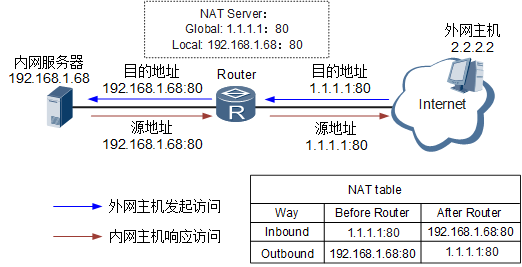 NAT Server：
Global: 1.1.1.1：80
Local: 192.168.1.68：80
外网主机
2.2.2.2
内网服务器
192.168.1.68
目的地址
192.168.1.68:80
Router
目的地址
1.1.1.1:80
Internet
R
源地址
192.168.1.68:80
源地址
1.1.1.1:80
外网主机发起访问
内网主机响应访问
NAT table
Way Before Router After Router
Inbound 1.1.1.1:80 192.168.1.68:80
Outbound 192.168.1.68:80 1.1.1.1:80